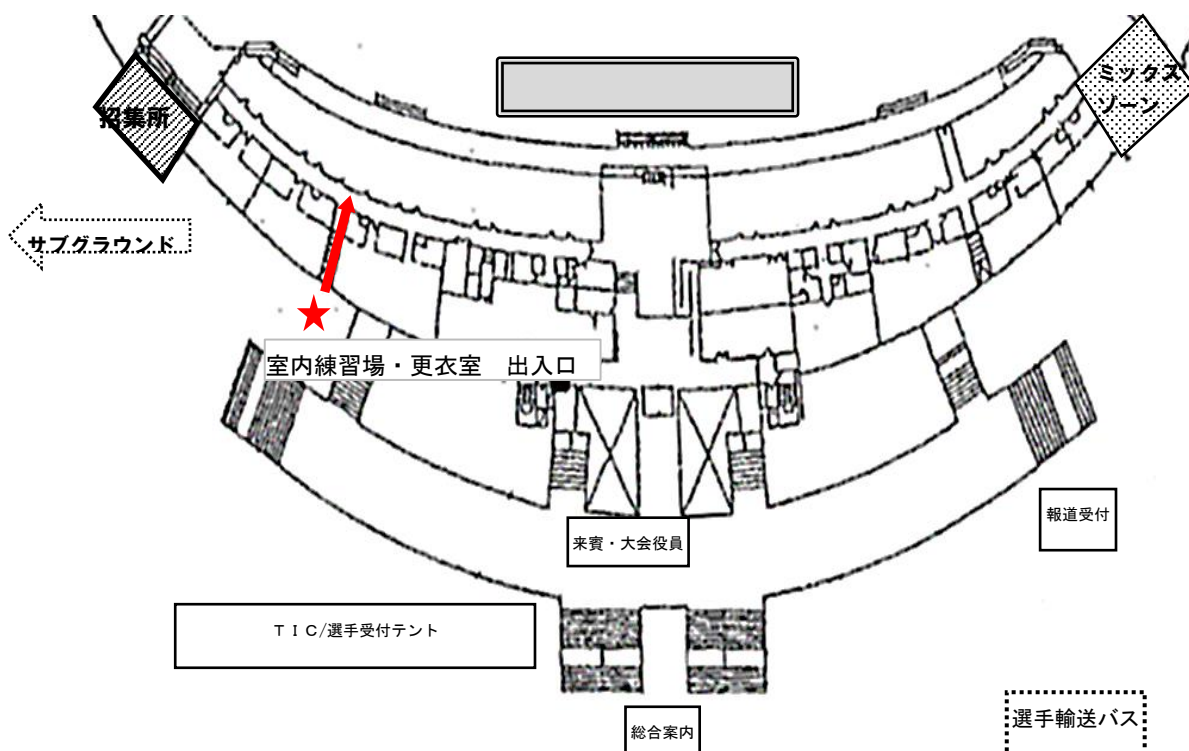 ミックス
ゾーン
招集所
サブグラウンド
室内練習場・更衣室　出入口
報道受付
来賓・大会役員
ＴＩＣ/選手受付テント
総合案内
選手輸送バス